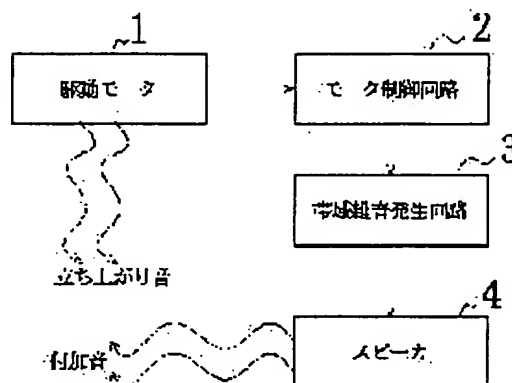 1
2
駆動モータ
モータ制御回路
3
帯域雑音発生回路
立ち上がり音
4
付加音
スピーカ